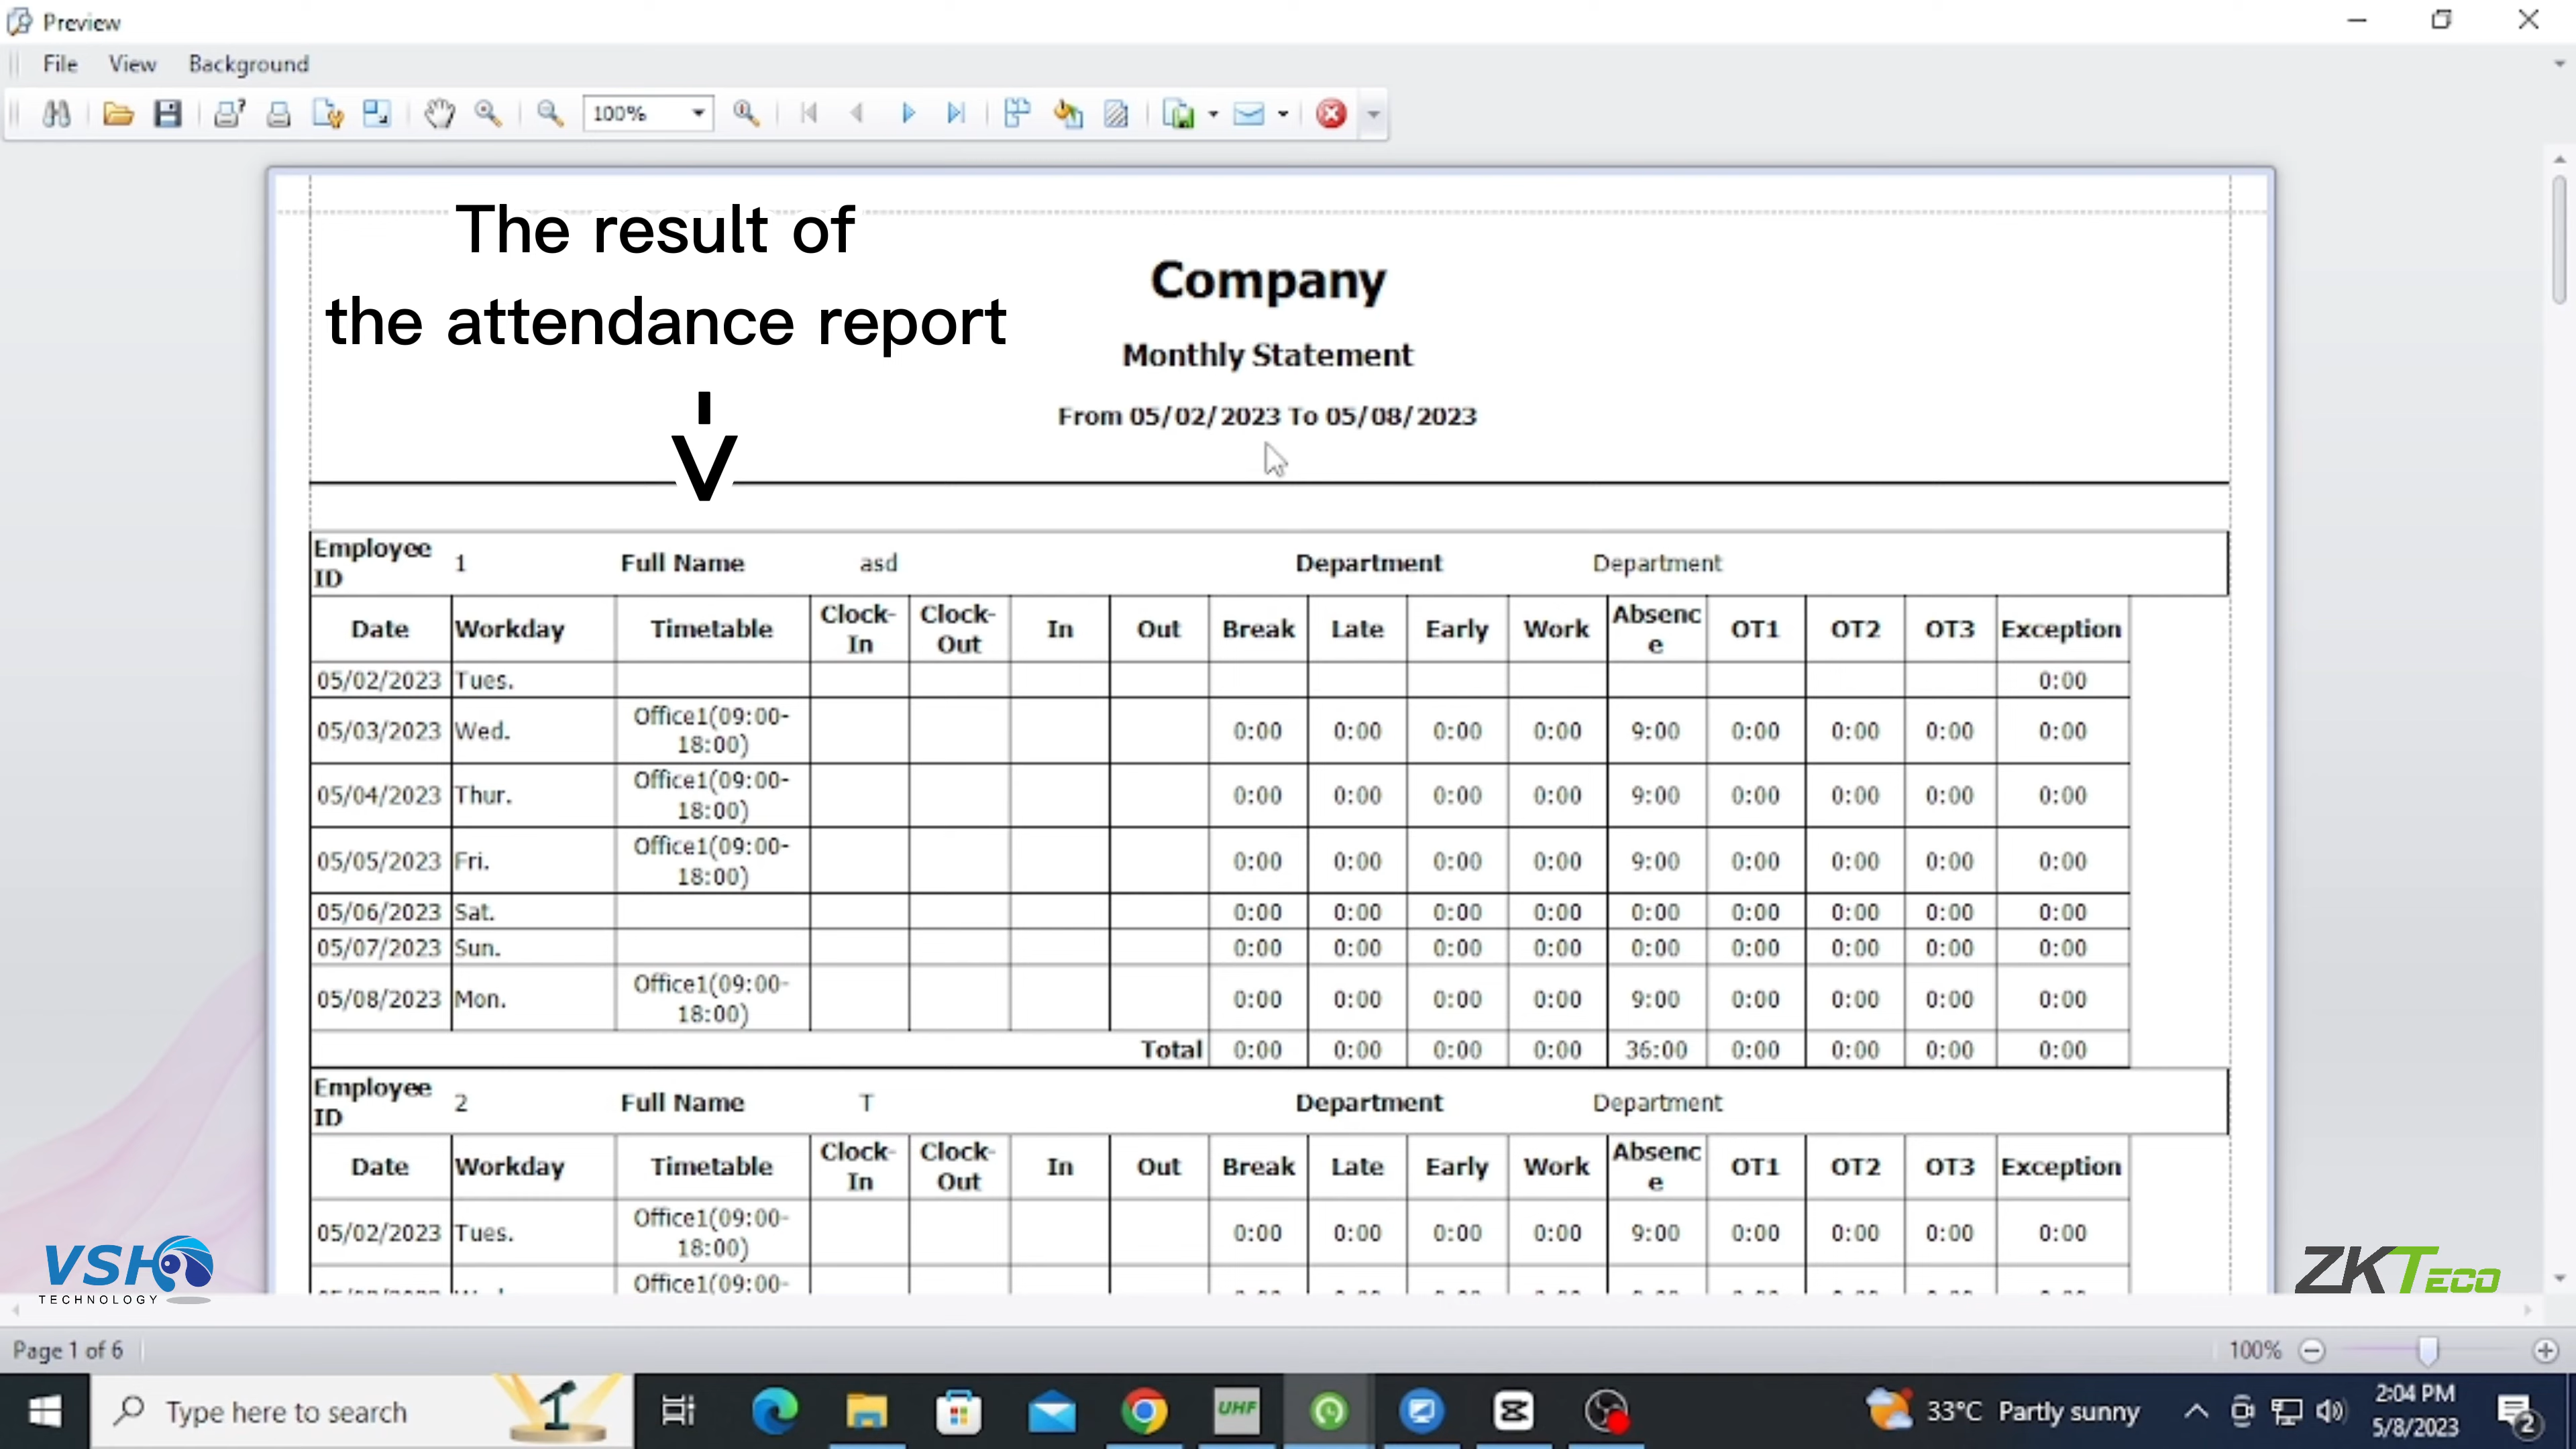 Preview
File View Background
100%
The result of
the attendance report
Company
Monthly Statement
From 05/02/2023 To 05/08/2023
Employee ID 1 Full Name asd Department Department
Date Workday Timetable Clock-In Clock-Out In Out Break Late Early Work Absence OT1 OT2 OT3 Exception
05/02/2023 Tues. 0:00
05/03/2023 Wed. Office1(09:00-18:00) 0:00 0:00 0:00 0:00 9:00 0:00 0:00 0:00 0:00
05/04/2023 Thur. Office1(09:00-18:00) 0:00 0:00 0:00 0:00 9:00 0:00 0:00 0:00 0:00
05/05/2023 Fri. Office1(09:00-18:00) 0:00 0:00 0:00 0:00 9:00 0:00 0:00 0:00 0:00
05/06/2023 Sat. 0:00 0:00 0:00 0:00 0:00 0:00 0:00 0:00 0:00
05/07/2023 Sun. 0:00 0:00 0:00 0:00 0:00 0:00 0:00 0:00 0:00
05/08/2023 Mon. Office1(09:00-18:00) 0:00 0:00 0:00 0:00 9:00 0:00 0:00 0:00 0:00
Total 0:00 0:00 0:00 0:00 36:00 0:00 0:00 0:00 0:00
Employee ID 2 Full Name T Department Department
Date Workday Timetable Clock-In Clock-Out In Out Break Late Early Work Absence OT1 OT2 OT3 Exception
05/02/2023 Tues. Office1(09:00-18:00) 0:00 0:00 0:00 0:00 9:00 0:00 0:00 0:00 0:00
Office1(09:00-
VSH
TECHNOLOGY
ZKTECO
Page 1 of 6
100%
Type here to search
UHF
33°C Partly sunny
2:04 PM
5/8/2023
2